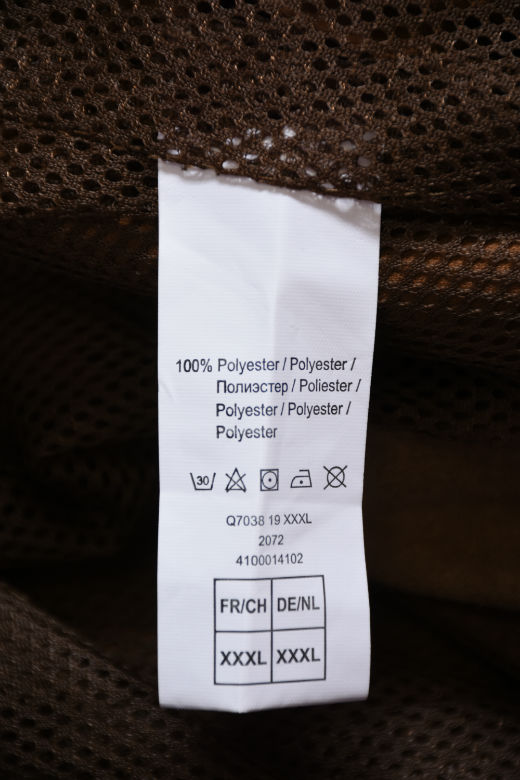 100% Polyester / Polyester /
Полиэстер / Poliester /
Polyester / Polyester /
Polyester
30
Q7038 19 XXXL
2072
4100014102
FR/CH DE/NL
XXXL XXXL